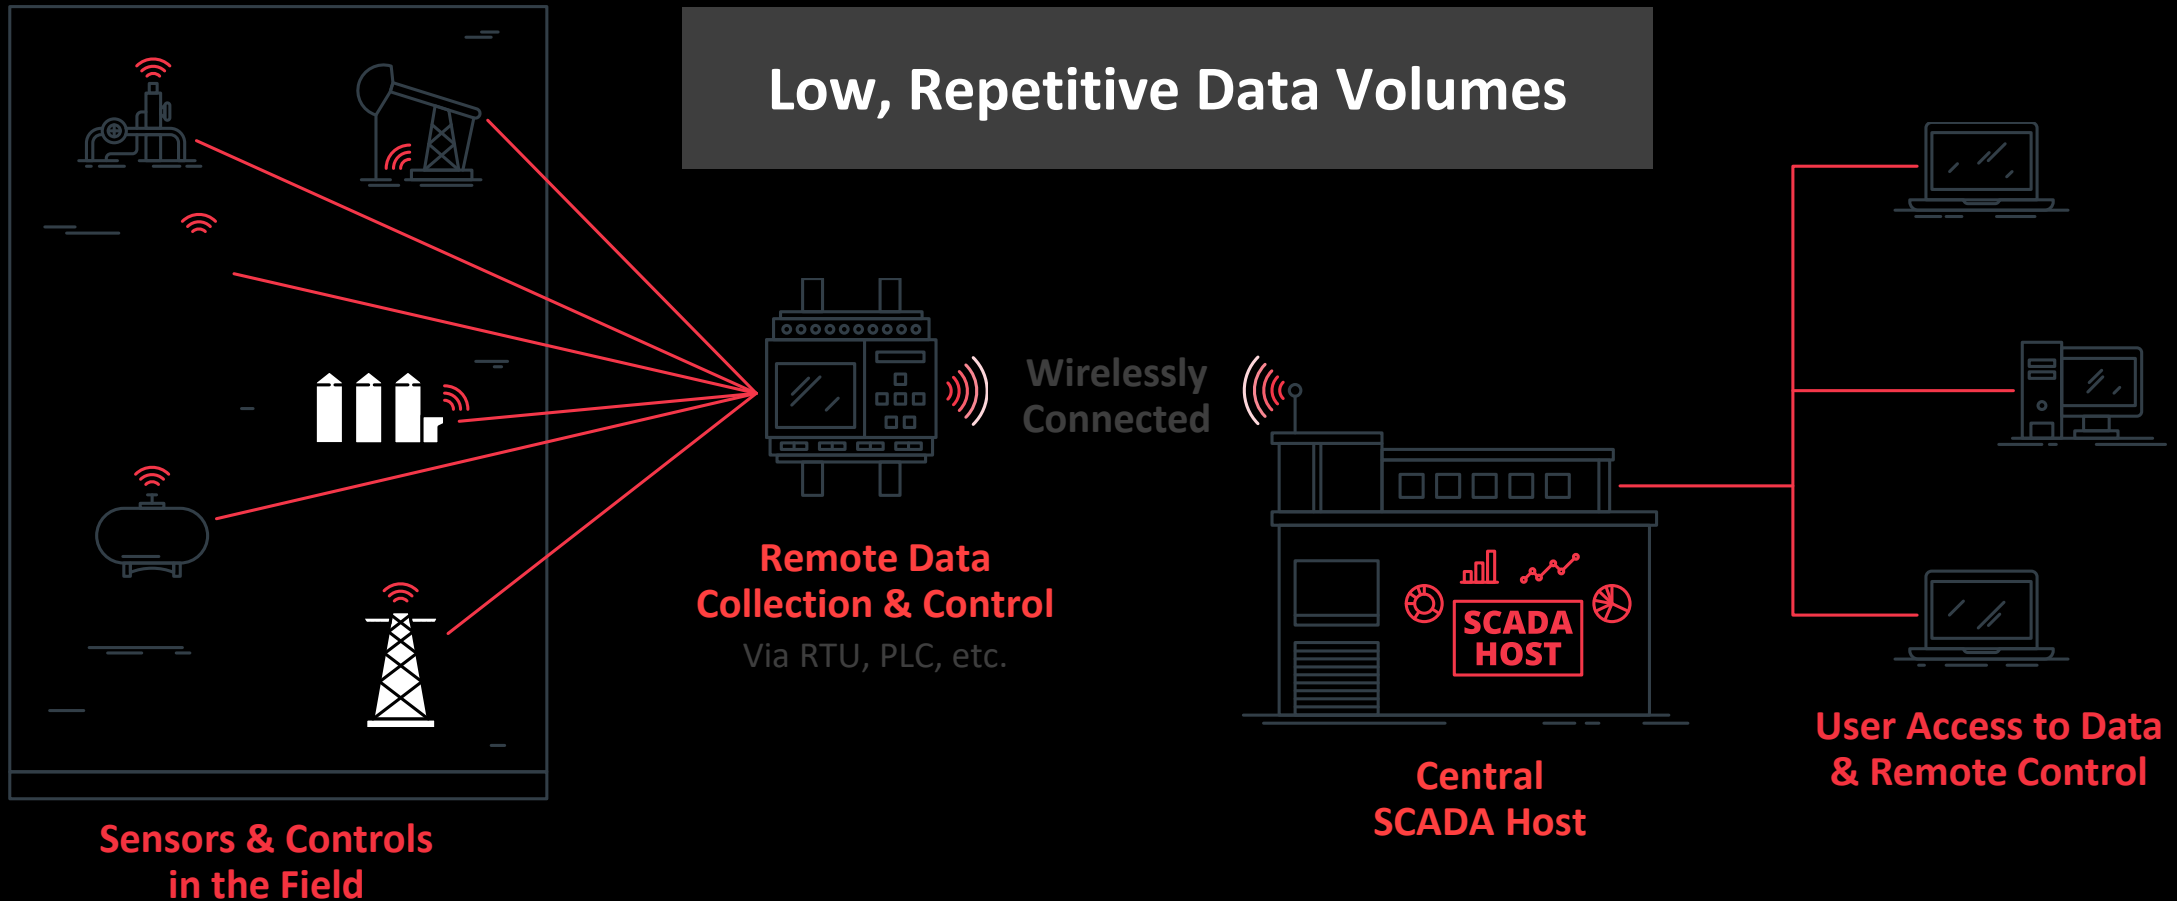 Low, Repetitive Data Volumes
Wirelessly
Connected
Remote Data
Collection & Control
Via RTU, PLC, etc.
SCADA
HOST
Central
SCADA Host
User Access to Data
& Remote Control
Sensors & Controls
in the Field